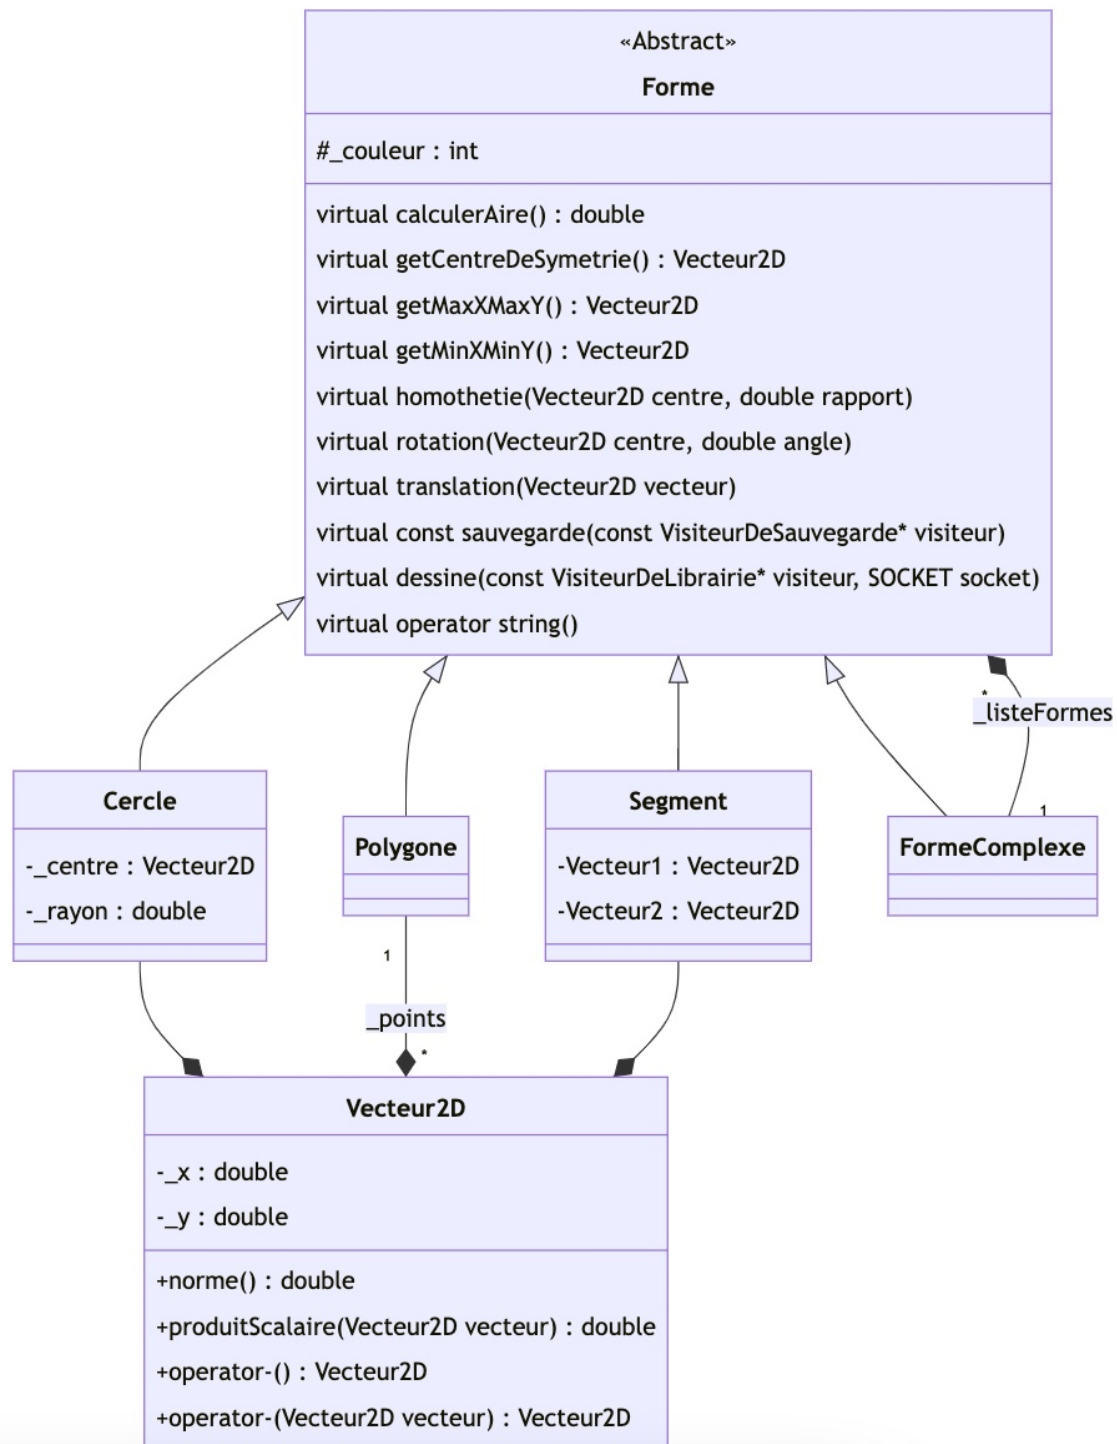 «Abstract»
Forme
#_couleur : int
virtual calculerAire() : double
virtual getCentreDeSymetrie() : Vecteur2D
virtual getMaxXMaxY() : Vecteur2D
virtual getMinXMinY() : Vecteur2D
virtual homothetie(Vecteur2D centre, double rapport)
virtual rotation(Vecteur2D centre, double angle)
virtual translation(Vecteur2D vecteur)
virtual const sauvegarde(const VisiteurDeSauvegarde* visiteur)
virtual dessine(const VisiteurDeLibrairie* visiteur, SOCKET socket)
virtual operator string()
*
_listeFormes
1
Cercle
-_centre : Vecteur2D
-_rayon : double
Polygone
Segment
-Vecteur1 : Vecteur2D
-Vecteur2 : Vecteur2D
FormeComplexe
1
_points
*
Vecteur2D
-_x : double
-_y : double
+norme() : double
+produitScalaire(Vecteur2D vecteur) : double
+operator-() : Vecteur2D
+operator-(Vecteur2D vecteur) : Vecteur2D